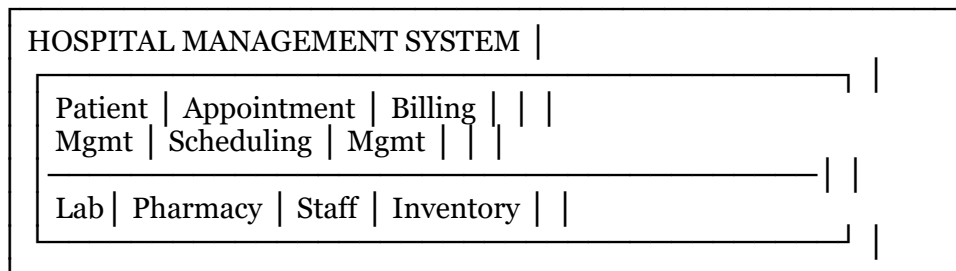 HOSPITAL MANAGEMENT SYSTEM │
Patient │ Appointment │ Billing │ │ │
Mgmt │ Scheduling │ Mgmt │ │ │
Lab│ Pharmacy │ Staff │ Inventory │ │